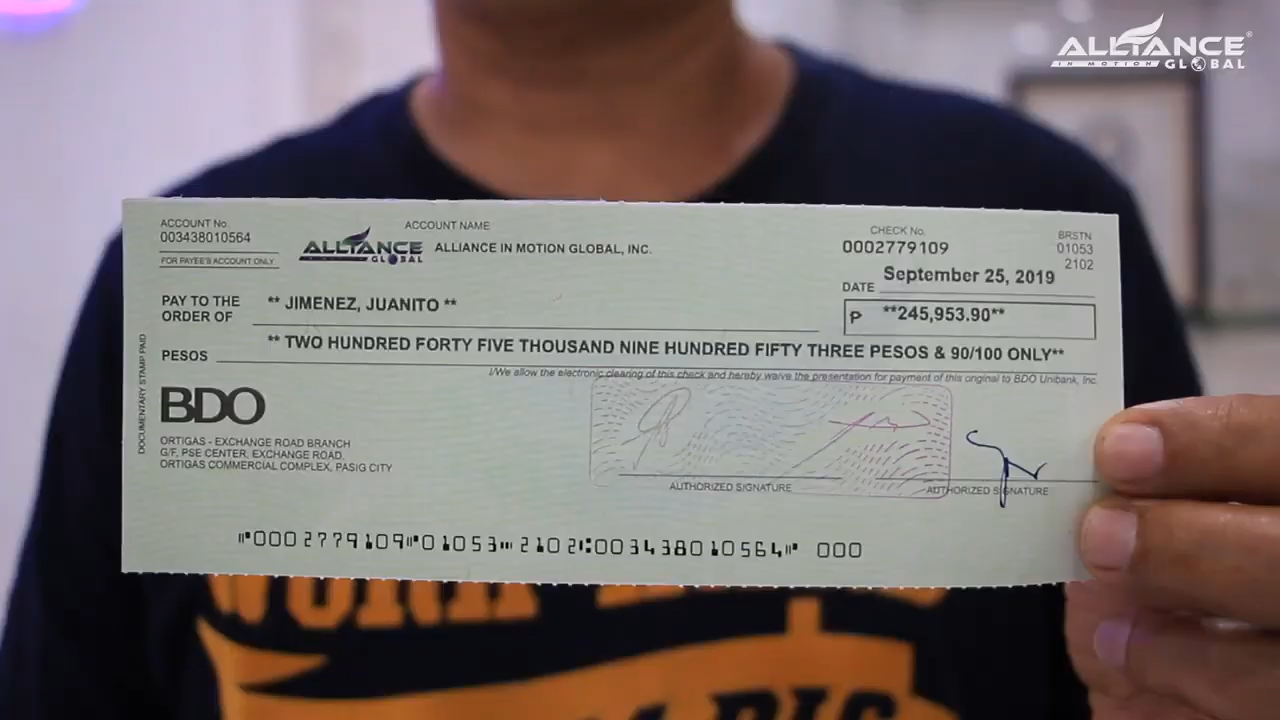 ALLIANCE®
IN MOTION GLOBAL
ACCOUNT No.
003438010564
FOR PAYEE'S ACCOUNT ONLY
ALLIANCE
GLOBAL
ACCOUNT NAME
ALLIANCE IN MOTION GLOBAL, INC.
CHECK No.
0002779109
BRSTN
01053
2102
DATE September 25, 2019
PAY TO THE
ORDER OF
** JIMENEZ, JUANITO **
P **245,953.90**
PESOS ** TWO HUNDRED FORTY FIVE THOUSAND NINE HUNDRED FIFTY THREE PESOS & 90/100 ONLY**
I/We allow the electronic clearing of this check and hereby waive the presentation for payment of this original to BDO Unibank, Inc.
DOCUMENTARY STAMP PAID
BDO
ORTIGAS - EXCHANGE ROAD BRANCH
G/F, PSE CENTER, EXCHANGE ROAD,
ORTIGAS COMMERCIAL COMPLEX, PASIG CITY
AUTHORIZED SIGNATURE
AUTHORIZED SIGNATURE
⑈0002779109⑈01053⑉2102⑆003438010564⑈ 000
WORK
BIG